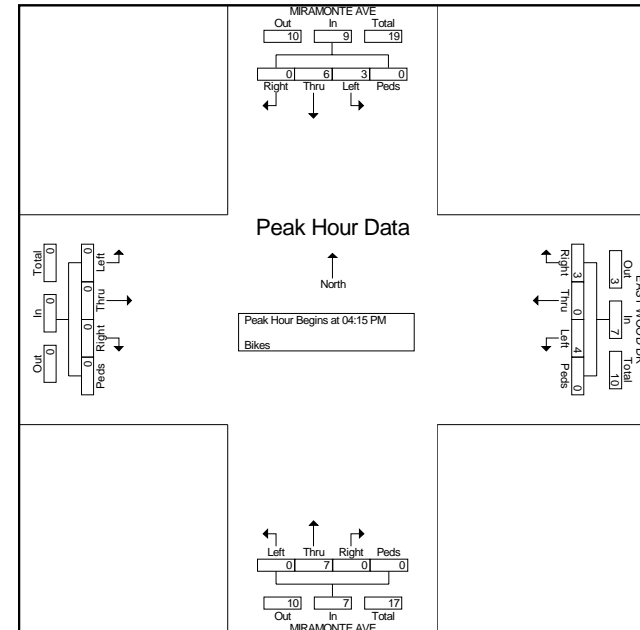 MIRAMONTE AVE
Out In Total
10 9 19
0 6 3 0
Right Thru Left Peds
Peak Hour Data
North
Peak Hour Begins at 04:15 PM
Bikes
Total In Out
0 0 0
0 0 0 0
Left Thru Right Peds
Right Thru Left Peds
3 0 4 0
Out In Total
3 7 10
Left Thru Right Peds
0 7 0 0
10 7 17
Out In Total
MIRAMONTE AVE